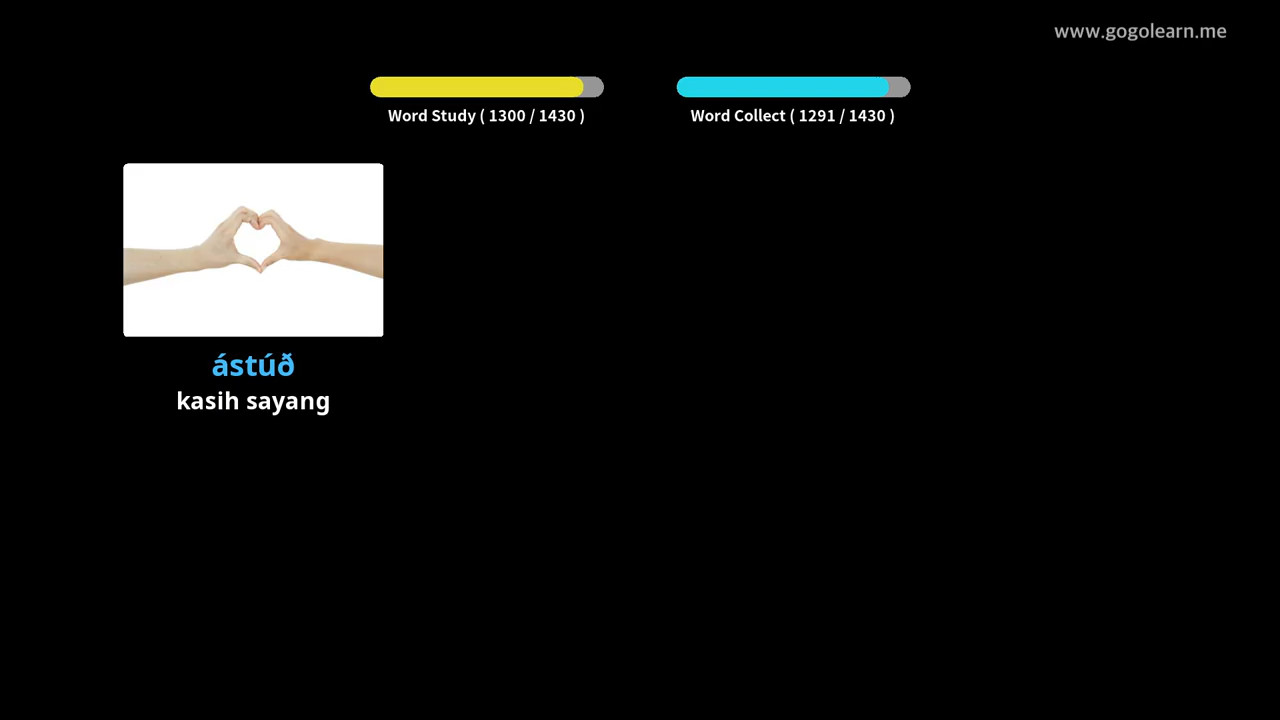 www.gogolearn.me
Word Study ( 1300 / 1430 )
Word Collect ( 1291 / 1430 )
ástúð
kasih sayang